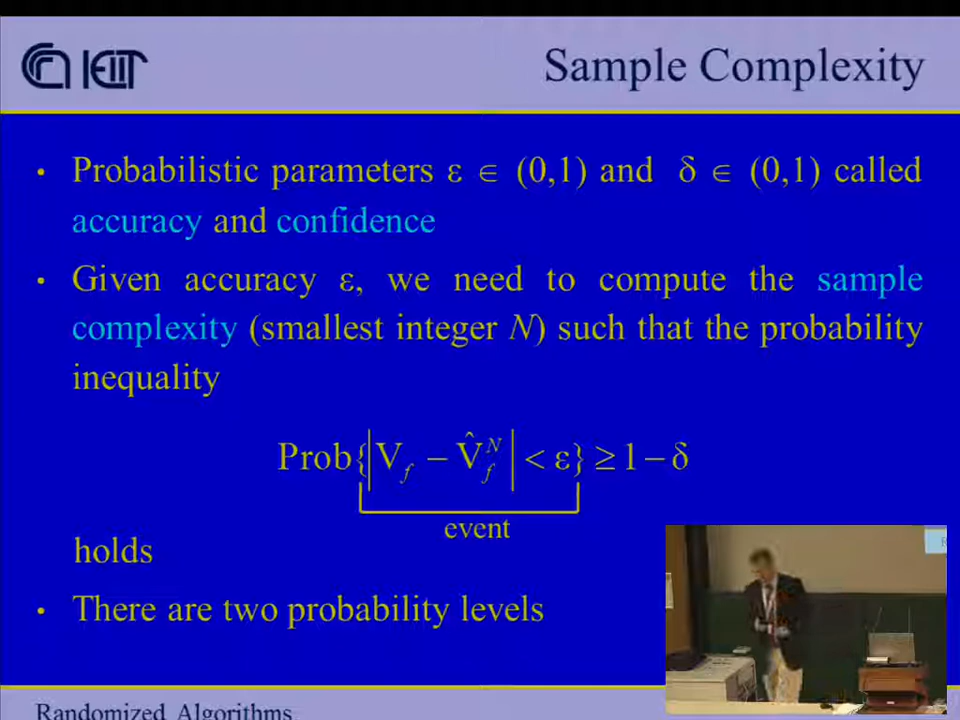 IEIIT
Sample Complexity
• Probabilistic parameters ε ∈ (0,1) and δ ∈ (0,1) called
accuracy and confidence
• Given accuracy ε, we need to compute the sample
complexity (smallest integer N) such that the probability
inequality
Prob{|V_f − V̂_f^N| < ε} ≥ 1 − δ
event
holds
• There are two probability levels
Randomized Algorithms